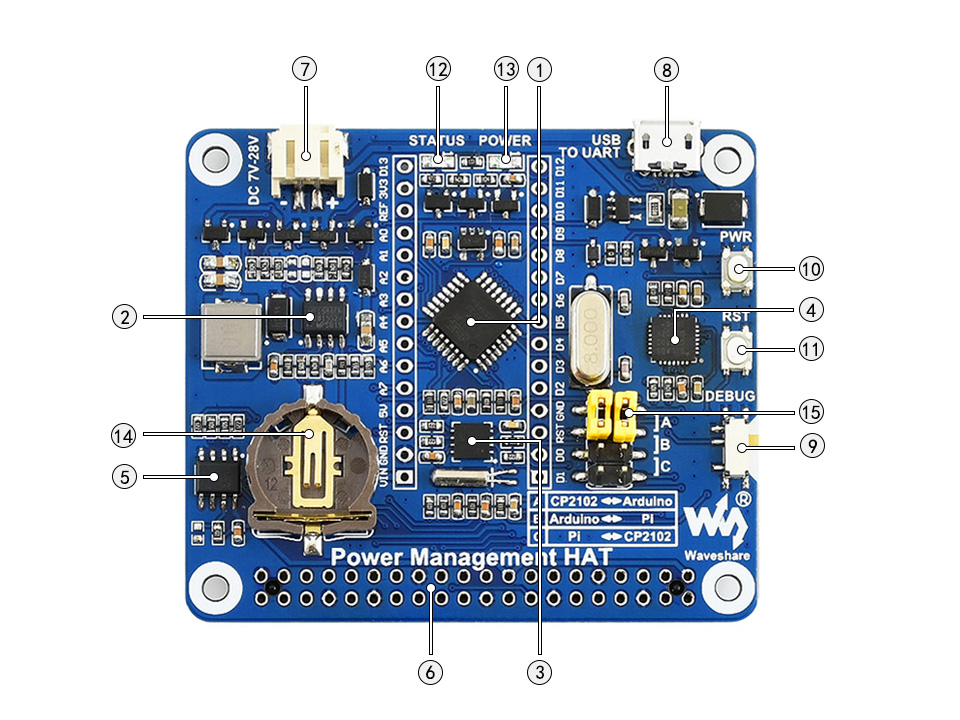 ⑦
⑫
⑬
①
⑧
STATUS POWER
USB
TO UART
DC 7V-28V
- +
D13
3V3
REF
A0
A1
A2
A3
A4
A5
A6
A7
5V
RST
GND
VIN
D12
D11
D10
D9
D8
D7
D6
D5
D4
D3
D2
GND
RST
D0
D1
8.000
PWR
⑩
②
④
RST
⑪
DEBUG
⑮
A
B
C
⑭
⑨
⑤
12
A CP2102 ⇔ Arduino
B Arduino ⇔ Pi
C Pi ⇔ CP2102
®
Waveshare
Power Management HAT
⑥
③